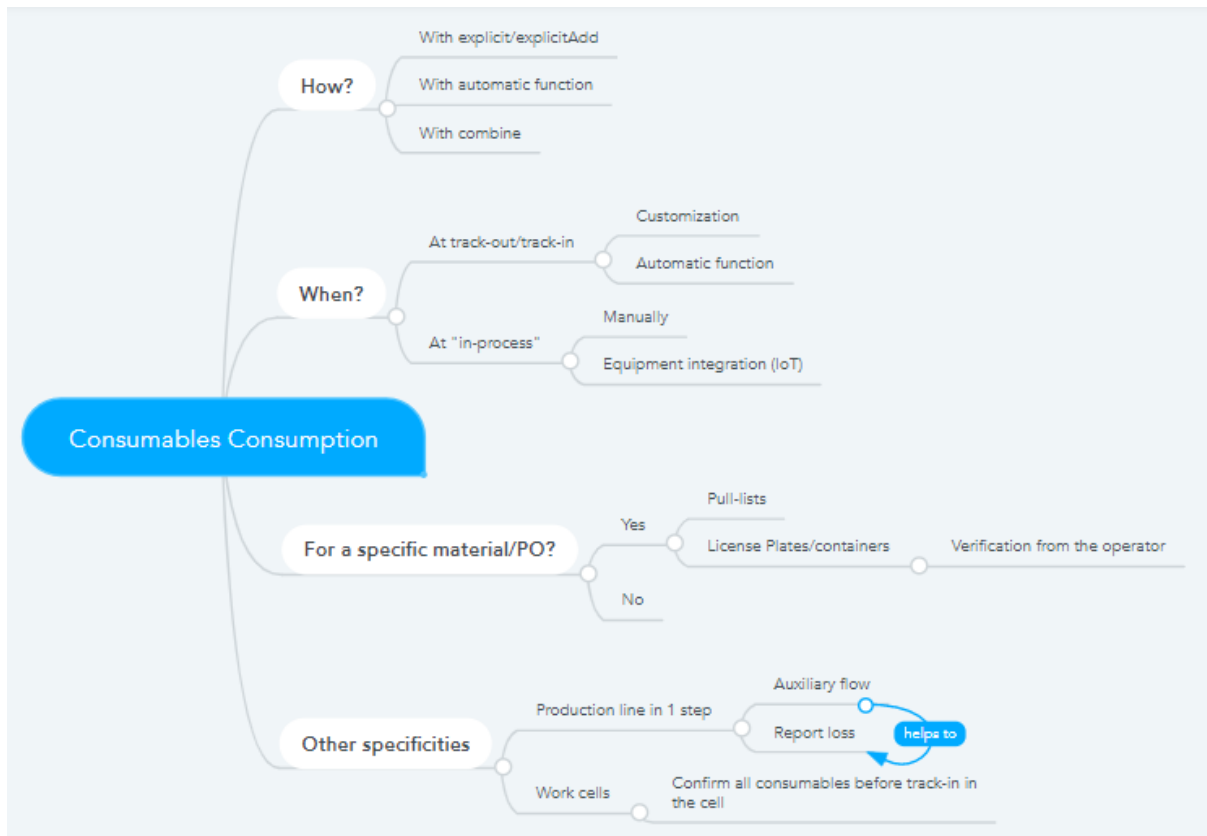 With explicit/explicitAdd
How?
With automatic function
With combine
Customization
At track-out/track-in
Automatic function
When?
Manually
At "in-process"
Equipment integration (IoT)
Consumables Consumption
Pull-lists
Yes
License Plates/containers
Verification from the operator
For a specific material/PO?
No
Auxiliary flow
Production line in 1 step
Report loss
helps to
Other specificities
Work cells
Confirm all consumables before track-in in
the cell